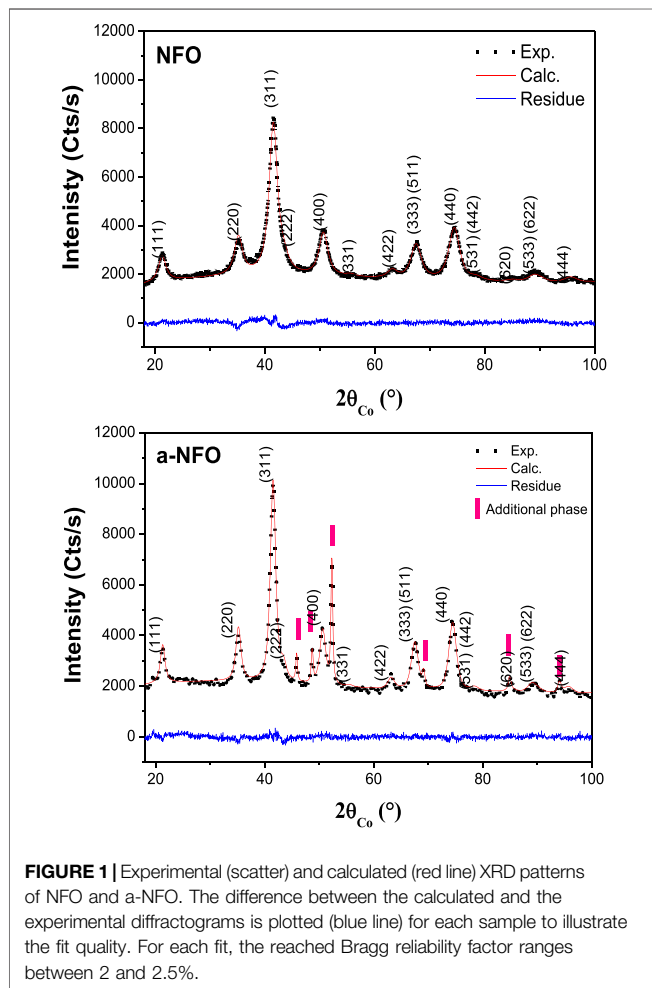 NFO
Exp.
Calc.
Residue
Intenisty (Cts/s)
12000
10000
8000
6000
4000
2000
0
(111)
(220)
(311)
(222)
(400)
(331)
(422)
(333) (511)
(440)
(531) (442)
(620)
(533) (622)
(444)
20 40 60 80 100
2θCo (°)
a-NFO
Exp.
Calc.
Residue
Additional phase
Intensity (Cts/s)
12000
10000
8000
6000
4000
2000
0
(111)
(220)
(311)
(222)
(400)
(331)
(422)
(333) (511)
(440)
(531) (442)
(620)
(533) (622)
(444)
20 40 60 80 100
2θCo (°)
FIGURE 1 | Experimental (scatter) and calculated (red line) XRD patterns
of NFO and a-NFO. The difference between the calculated and the
experimental diffractograms is plotted (blue line) for each sample to illustrate
the fit quality. For each fit, the reached Bragg reliability factor ranges
between 2 and 2.5%.